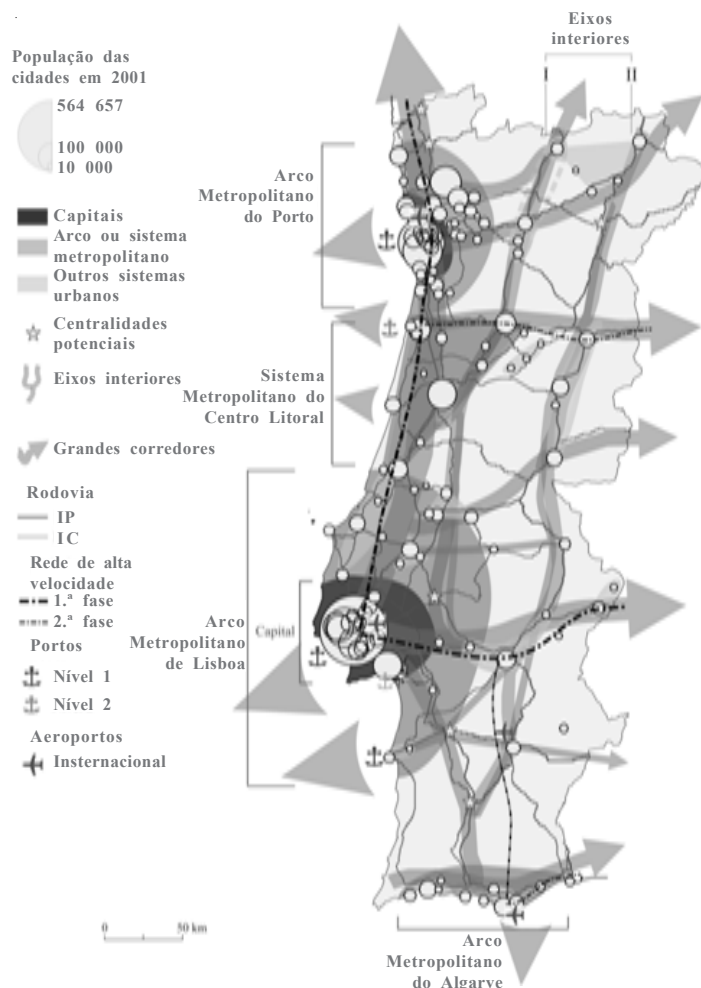 População das
cidades em 2001
564 657
100 000
10 000
Capitais
Arco ou sistema
metropolitano
Outros sistemas
urbanos
Centralidades
potenciais
Eixos interiores
Grandes corredores
Rodovia
IP
IC
Rede de alta
velocidade
1.ª fase
2.ª fase
Portos
Nível 1
Nível 2
Aeroportos
Insternacional
0
50 km
Eixos
interiores
I
II
Arco
Metropolitano
do Porto
Sistema
Metropolitano do
Centro Litoral
Arco
Metropolitano
de Lisboa
Capital
Arco
Metropolitano
do Algarve